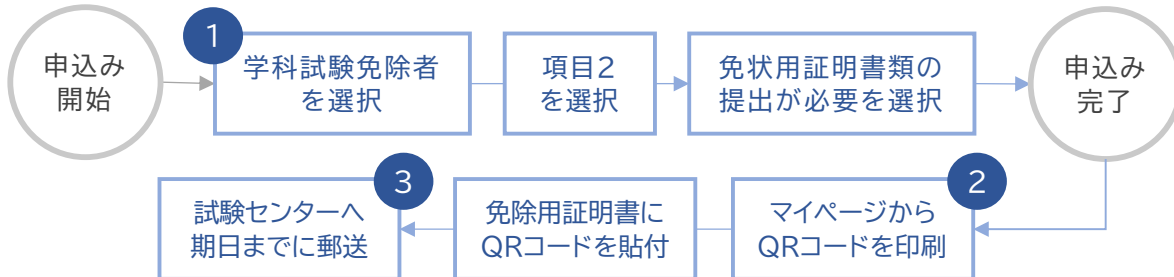 申込み
開始
1
学科試験免除者
を選択
項目2
を選択
免状用証明書類の
提出が必要を選択
申込み
完了
2
マイページから
QRコードを印刷
免除用証明書に
QRコードを貼付
3
試験センターへ
期日までに郵送